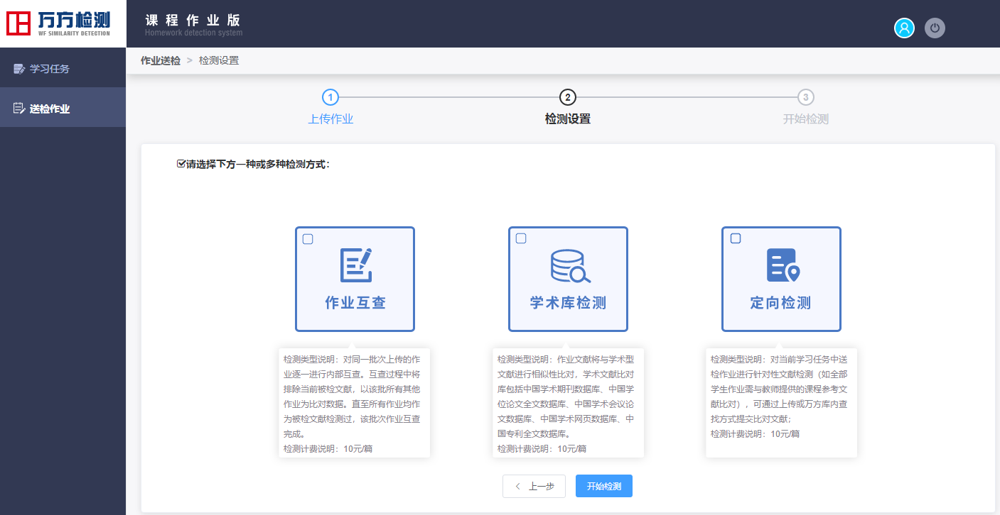 万方检测
WF SIMILARITY DETECTION
课程作业版
Homework detection system
学习任务
送检作业
作业送检 > 检测设置
1
2
3
上传作业
检测设置
开始检测
请选择下方一种或多种检测方式:
作业互查
检测类型说明：对同一批次上传的作
业逐一进行内部互查。互查过程中将
排除当前被检文献，以该批所有其他
作业为比对数据。直至所有作业均作
为被检文献检测过，该批次作业互查
完成。
检测计费说明：10元/篇
学术库检测
检测类型说明：作业文献将与学术型
文献进行相似性比对，学术文献比对
库包括中国学术期刊数据库、中国学
位论文全文数据库、中国学术会议论
文数据库、中国学术网页数据库、中
国专利全文数据库。
检测计费说明：10元/篇
定向检测
检测类型说明：对当前学习任务中送
检作业进行针对性文献检测（如全部
学生作业需与教师提供的课程参考文
献比对），可通过上传或万方库内查
找方式提交比对文献；
检测计费说明：10元/篇
< 上一步
开始检测